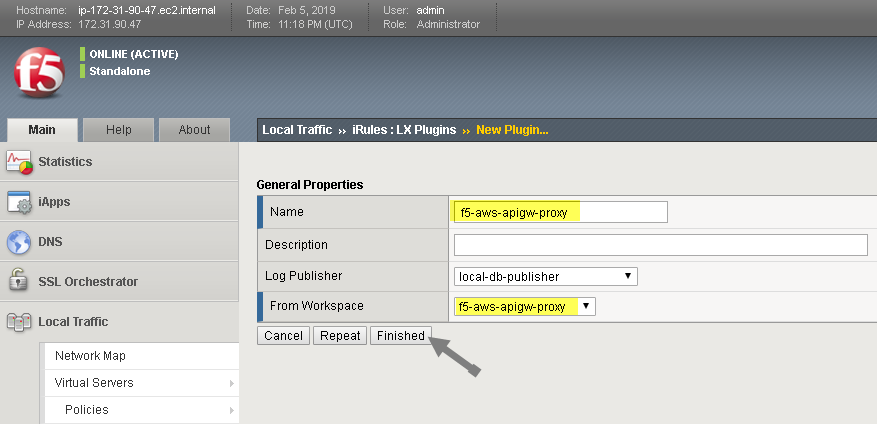 Hostname: ip-172-31-90-47.ec2.internal Date: Feb 5, 2019 User: admin
IP Address: 172.31.90.47 Time: 11:18 PM (UTC) Role: Administrator
f5
ONLINE (ACTIVE)
Standalone
Main Help About
Local Traffic ›› iRules : LX Plugins ›› New Plugin...
Statistics
iApps
DNS
SSL Orchestrator
Local Traffic
Network Map
Virtual Servers
Policies
General Properties
Name f5-aws-apigw-proxy
Description
Log Publisher local-db-publisher
From Workspace f5-aws-apigw-proxy
Cancel Repeat Finished